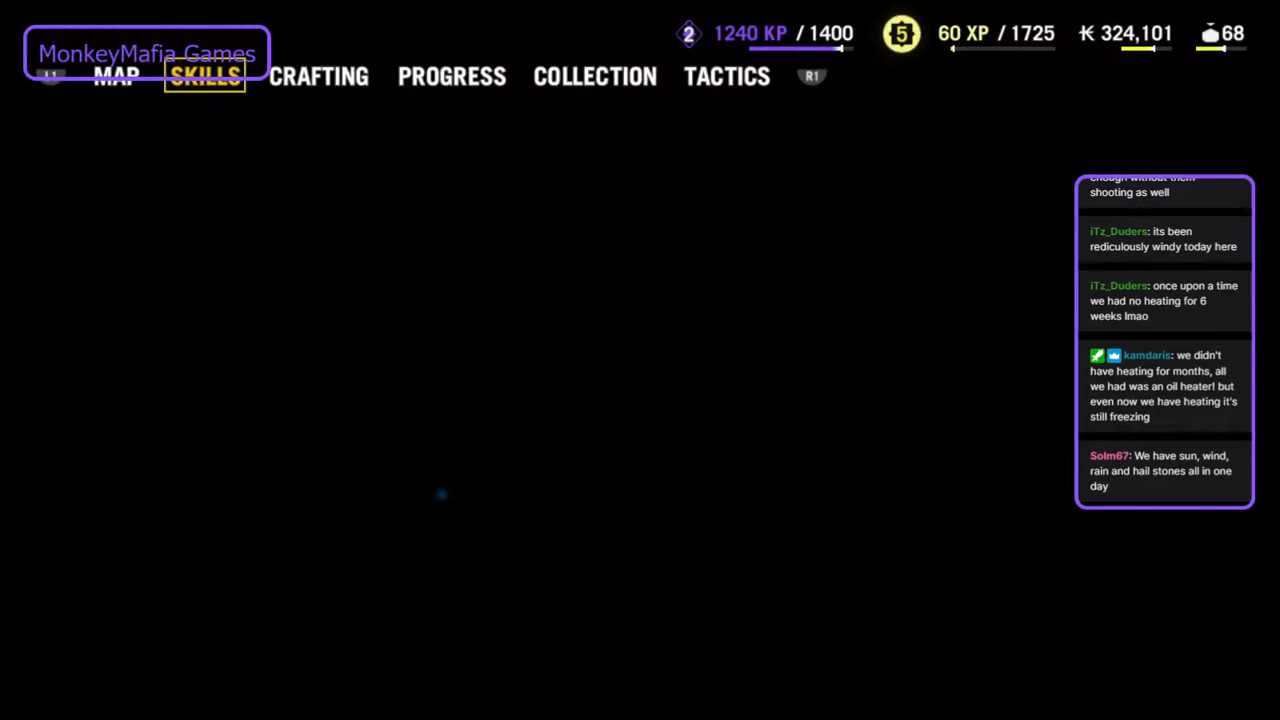 MonkeyMafia Games
2 1240 KP / 1400 5 60 XP / 1725 K 324,101 68
L1 MAP SKILLS CRAFTING PROGRESS COLLECTION TACTICS R1
enough without them
shooting as well
iTz_Duders: its been
rediculously windy today here
iTz_Duders: once upon a time
we had no heating for 6
weeks lmao
kamdaris: we didn't
have heating for months, all
we had was an oil heater! but
even now we have heating it's
still freezing
Solm67: We have sun, wind,
rain and hail stones all in one
day